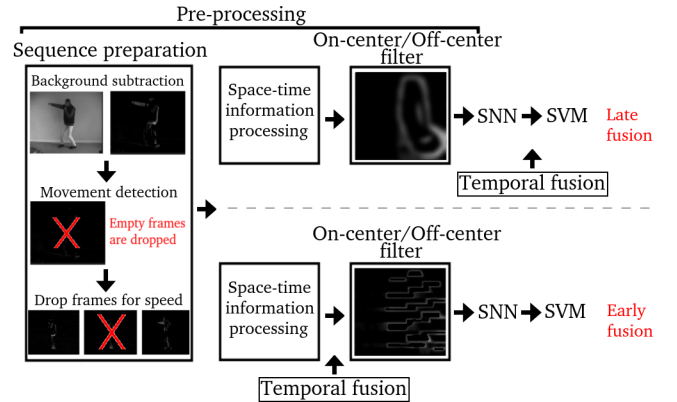 Pre-processing
Sequence preparation
Background subtraction
Movement detection
Empty frames
are dropped
Drop frames for speed
Space-time
information
processing
On-center/Off-center
filter
SNN
SVM
Late
fusion
Temporal fusion
Space-time
information
processing
On-center/Off-center
filter
SNN
SVM
Early
fusion
Temporal fusion